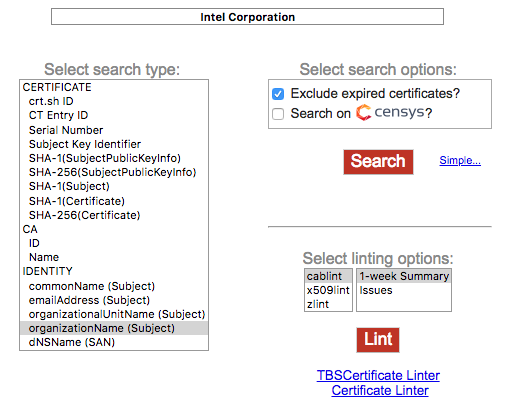 Intel Corporation
Select search type:
CERTIFICATE
crt.sh ID
CT Entry ID
Serial Number
Subject Key Identifier
SHA-1(SubjectPublicKeyInfo)
SHA-256(SubjectPublicKeyInfo)
SHA-1(Subject)
SHA-1(Certificate)
SHA-256(Certificate)
CA
ID
Name
IDENTITY
commonName (Subject)
emailAddress (Subject)
organizationalUnitName (Subject)
organizationName (Subject)
dNSName (SAN)
Select search options:
Exclude expired certificates?
Search on censys?
Search
Simple...
Select linting options:
cablint
x509lint
zlint
1-week Summary
Issues
Lint
TBSCertificate Linter
Certificate Linter